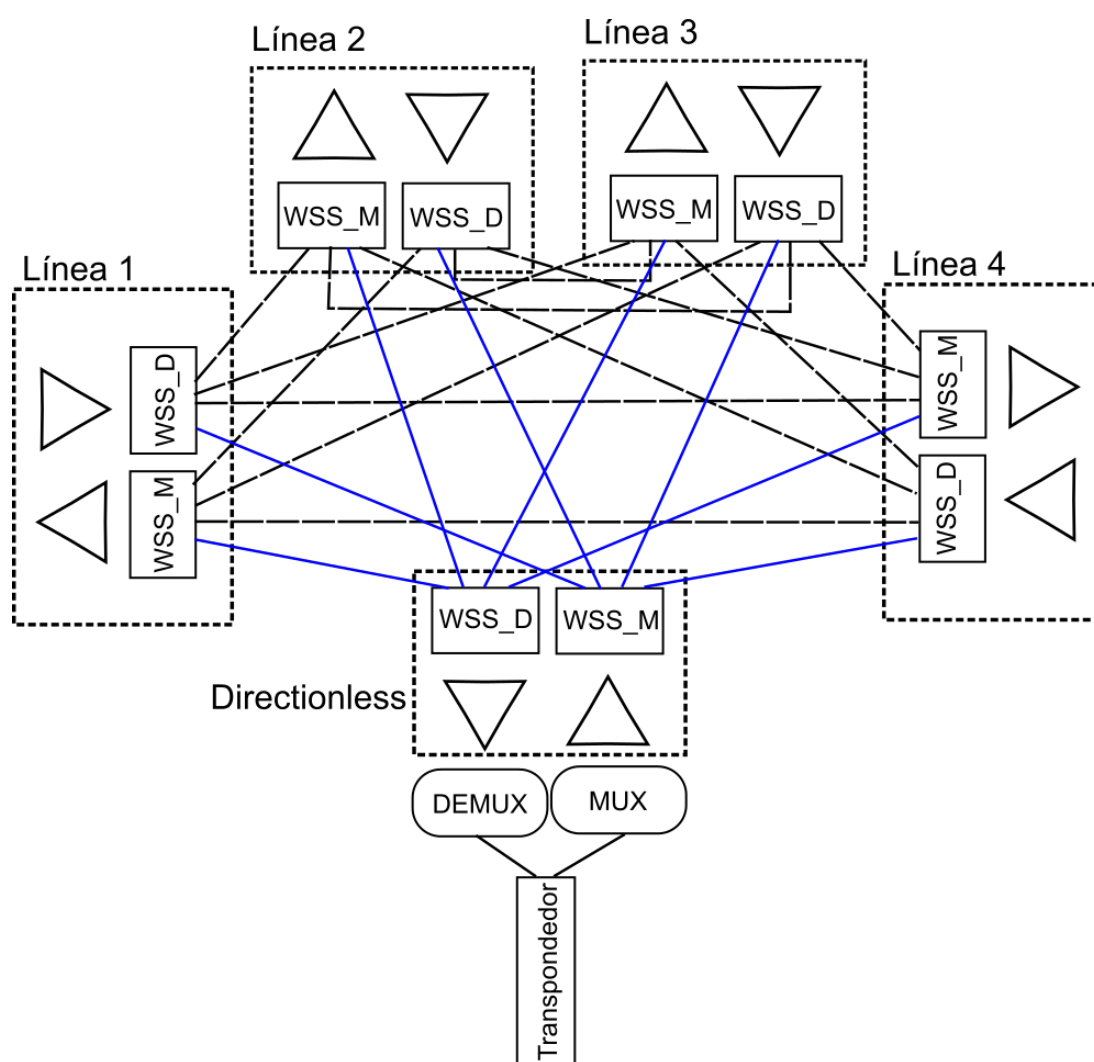 Línea 2
Línea 3
WSS_M
WSS_D
WSS_M
WSS_D
Línea 1
Línea 4
WSS_D
WSS_M
WSS_M
WSS_D
WSS_D
WSS_M
Directionless
DEMUX
MUX
Transpondedor